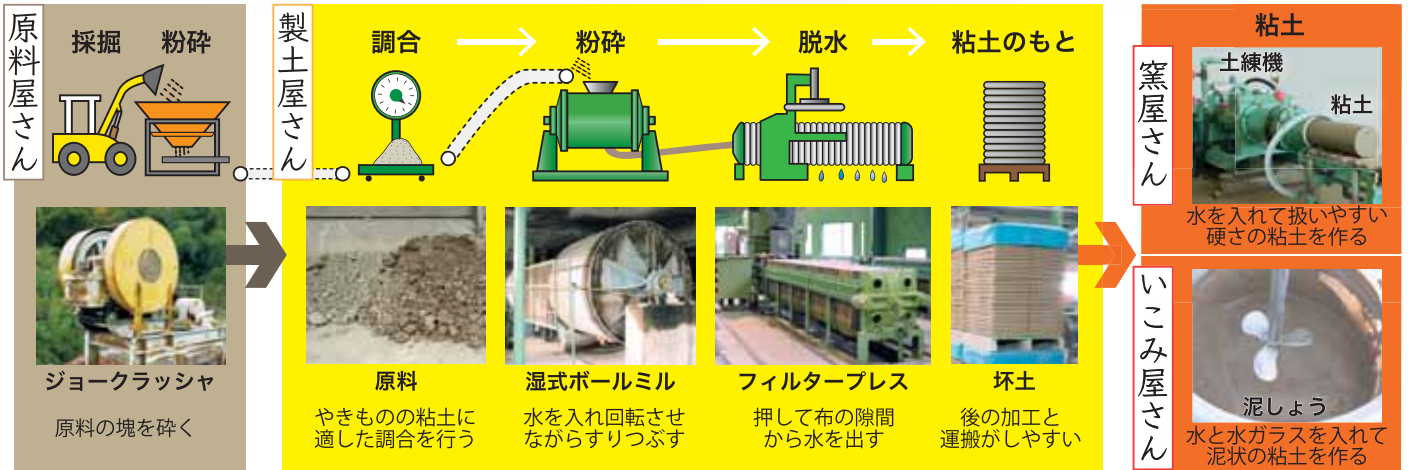 原料屋さん
採掘
粉砕
ジョークラッシャ
原料の塊を砕く
製土屋さん
調合
粉砕
脱水
粘土のもと
原料
やきものの粘土に
適した調合を行う
湿式ボールミル
水を入れ回転させ
ながらすりつぶす
フィルタープレス
押して布の隙間
から水を出す
坏土
後の加工と
運搬がしやすい
窯屋さん
粘土
土練機
粘土
水を入れて扱いやすい
硬さの粘土を作る
いこみ屋さん
泥しょう
水と水ガラスを入れて
泥状の粘土を作る